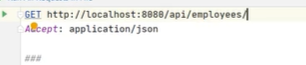 GET http://localhost:8080/api/employees/
Accept: application/json
###